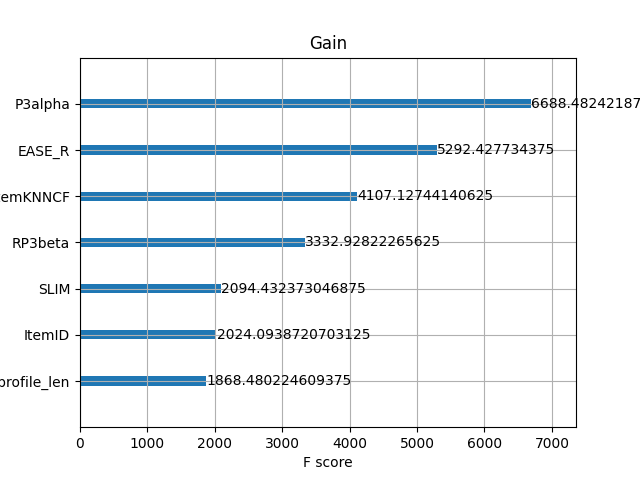 Gain
P3alpha 6688.48242187
EASE_R 5292.427734375
emKNNCF 4107.12744140625
RP3beta 3332.92822265625
SLIM 2094.432373046875
ItemID 2024.0938720703125
profile_len 1868.480224609375
0 1000 2000 3000 4000 5000 6000 7000
F score